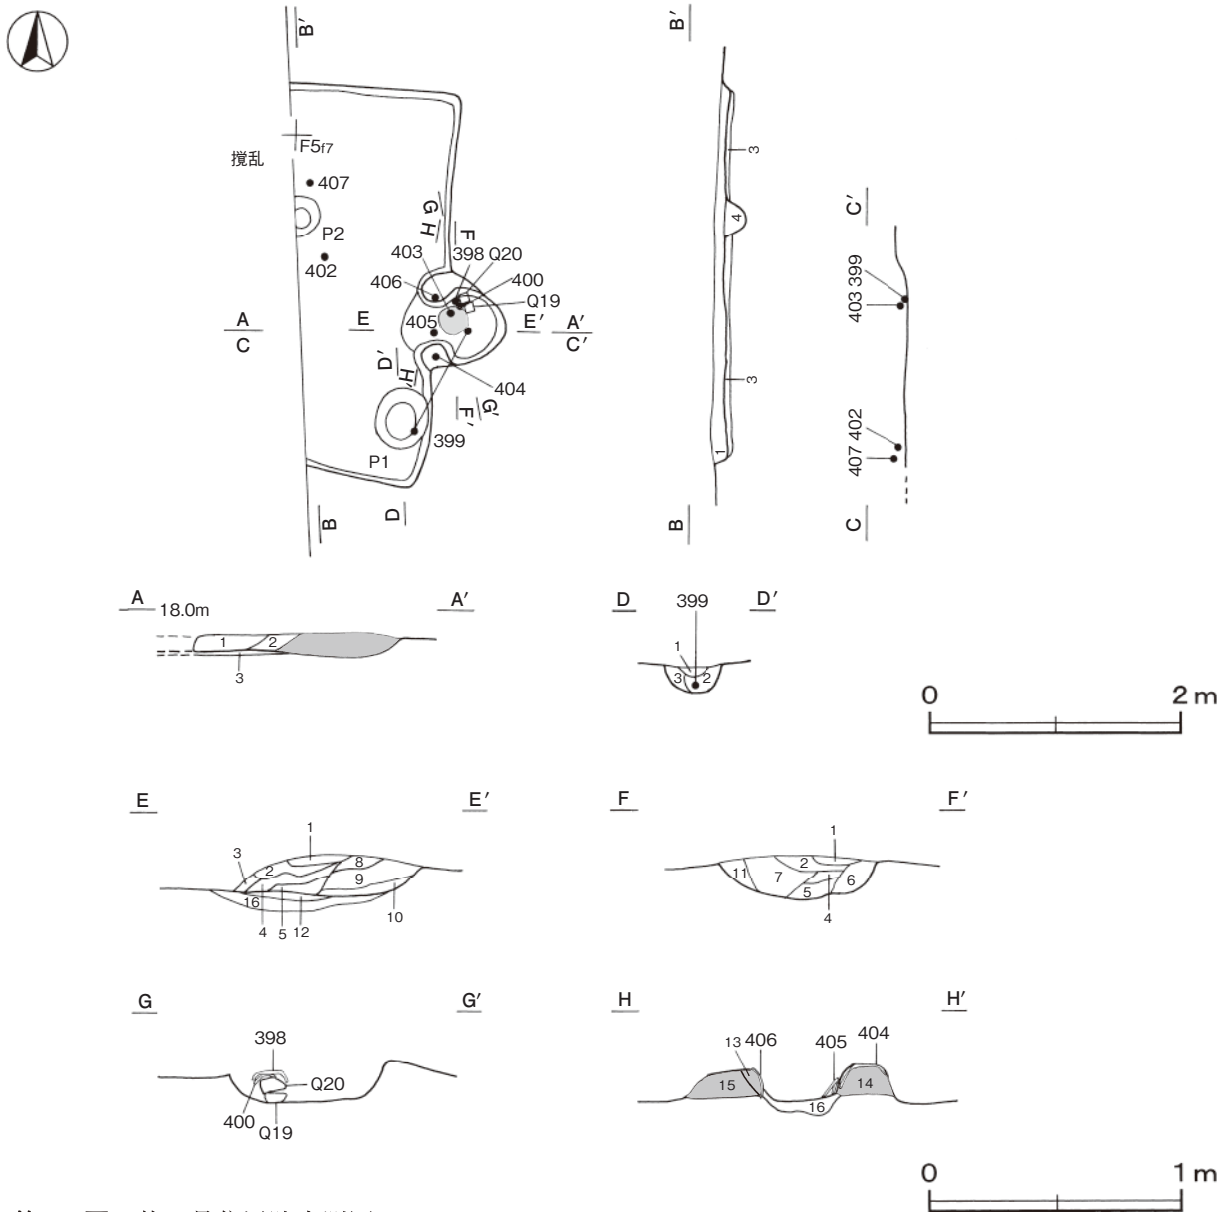 B′
F5f7
撹乱
407
P2
402
G
H
F
403
398
Q20
400
406
Q19
405
A
C
E
E′
A′
C′
D′
H′
404
F′
G′
399
P1
B
D
B′
3
4
3
1
B
C′
403 399
407 402
C
A
18.0m
A′
1
2
3
D
399
D′
1
3
2
0
2 m
E
E′
1
3
2
8
9
16
4
5
12
10
F
F′
1
2
11
7
6
5
4
G
G′
398
Q20
400
Q19
H
H′
13
406
405
404
15
14
16
0
1 m